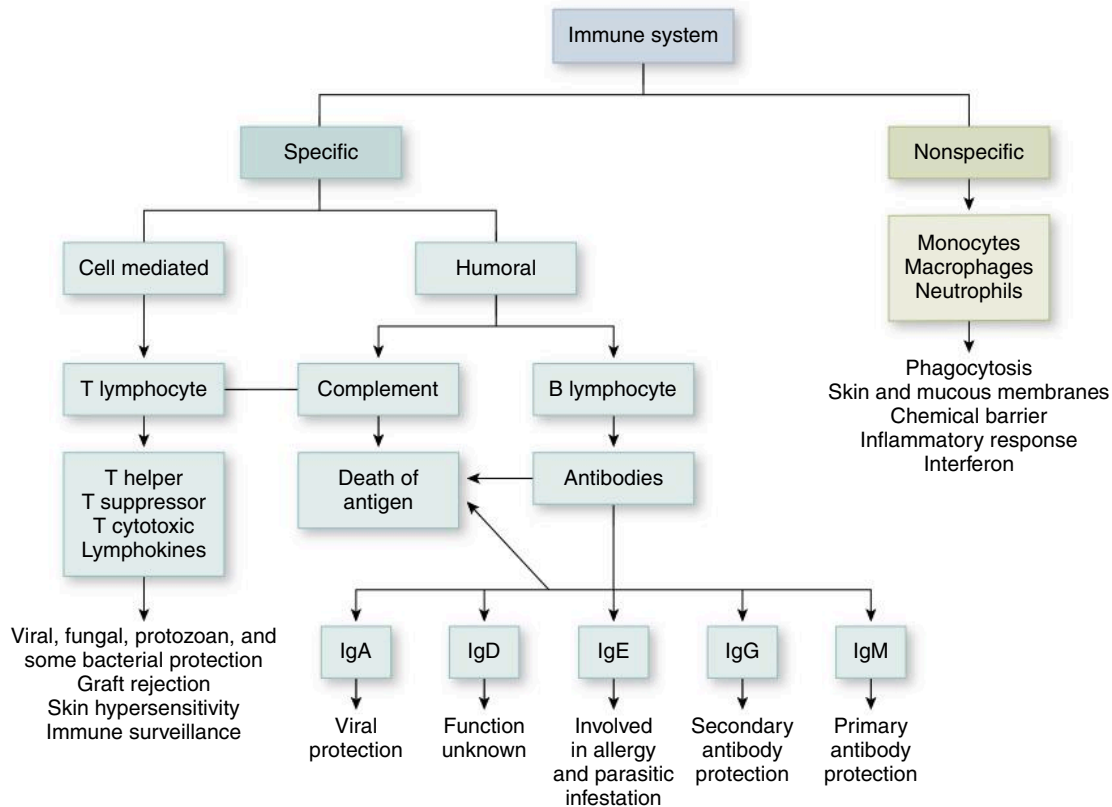 Immune system
Specific
Nonspecific
Cell mediated
Humoral
Monocytes
Macrophages
Neutrophils
T lymphocyte
Complement
B lymphocyte
Phagocytosis
Skin and mucous membranes
Chemical barrier
Inflammatory response
Interferon
T helper
T suppressor
T cytotoxic
Lymphokines
Death of
antigen
Antibodies
Viral, fungal, protozoan, and
some bacterial protection
Graft rejection
Skin hypersensitivity
Immune surveillance
IgA
IgD
IgE
IgG
IgM
Viral
protection
Function
unknown
Involved
in allergy
and parasitic
infestation
Secondary
antibody
protection
Primary
antibody
protection